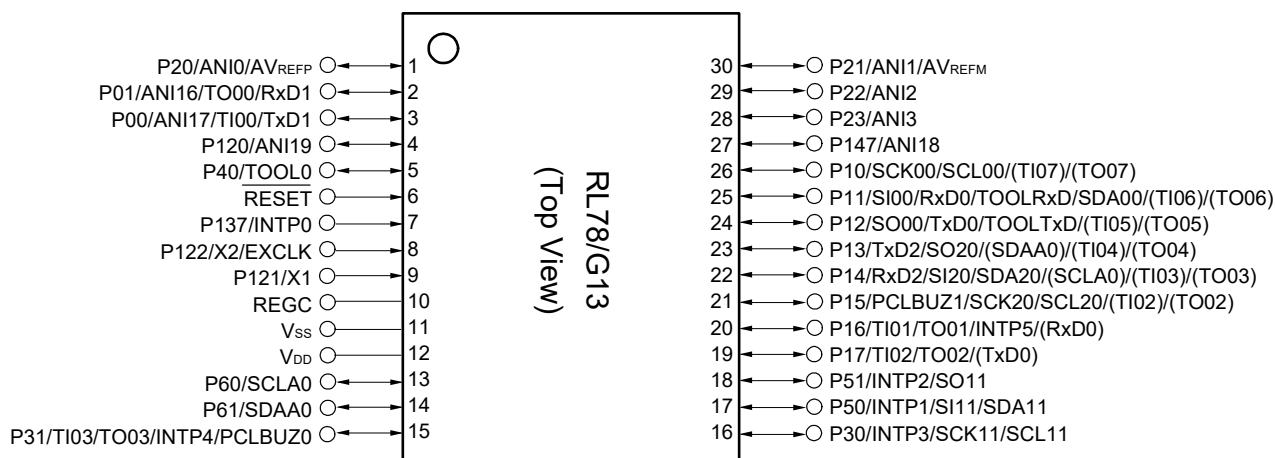 P20/ANI0/AVREFP 1
P01/ANI16/TO00/RxD1 2
P00/ANI17/TI00/TxD1 3
P120/ANI19 4
P40/TOOL0 5
RESET 6
P137/INTP0 7
P122/X2/EXCLK 8
P121/X1 9
REGC 10
VSS 11
VDD 12
P60/SCLA0 13
P61/SDAA0 14
P31/TI03/TO03/INTP4/PCLBUZ0 15
RL78/G13
(Top View)
30 P21/ANI1/AVREFM
29 P22/ANI2
28 P23/ANI3
27 P147/ANI18
26 P10/SCK00/SCL00/(TI07)/(TO07)
25 P11/SI00/RxD0/TOOLRxD/SDA00/(TI06)/(TO06)
24 P12/SO00/TxD0/TOOLTxD/(TI05)/(TO05)
23 P13/TxD2/SO20/(SDAA0)/(TI04)/(TO04)
22 P14/RxD2/SI20/SDA20/(SCLA0)/(TI03)/(TO03)
21 P15/PCLBUZ1/SCK20/SCL20/(TI02)/(TO02)
20 P16/TI01/TO01/INTP5/(RxD0)
19 P17/TI02/TO02/(TxD0)
18 P51/INTP2/SO11
17 P50/INTP1/SI11/SDA11
16 P30/INTP3/SCK11/SCL11